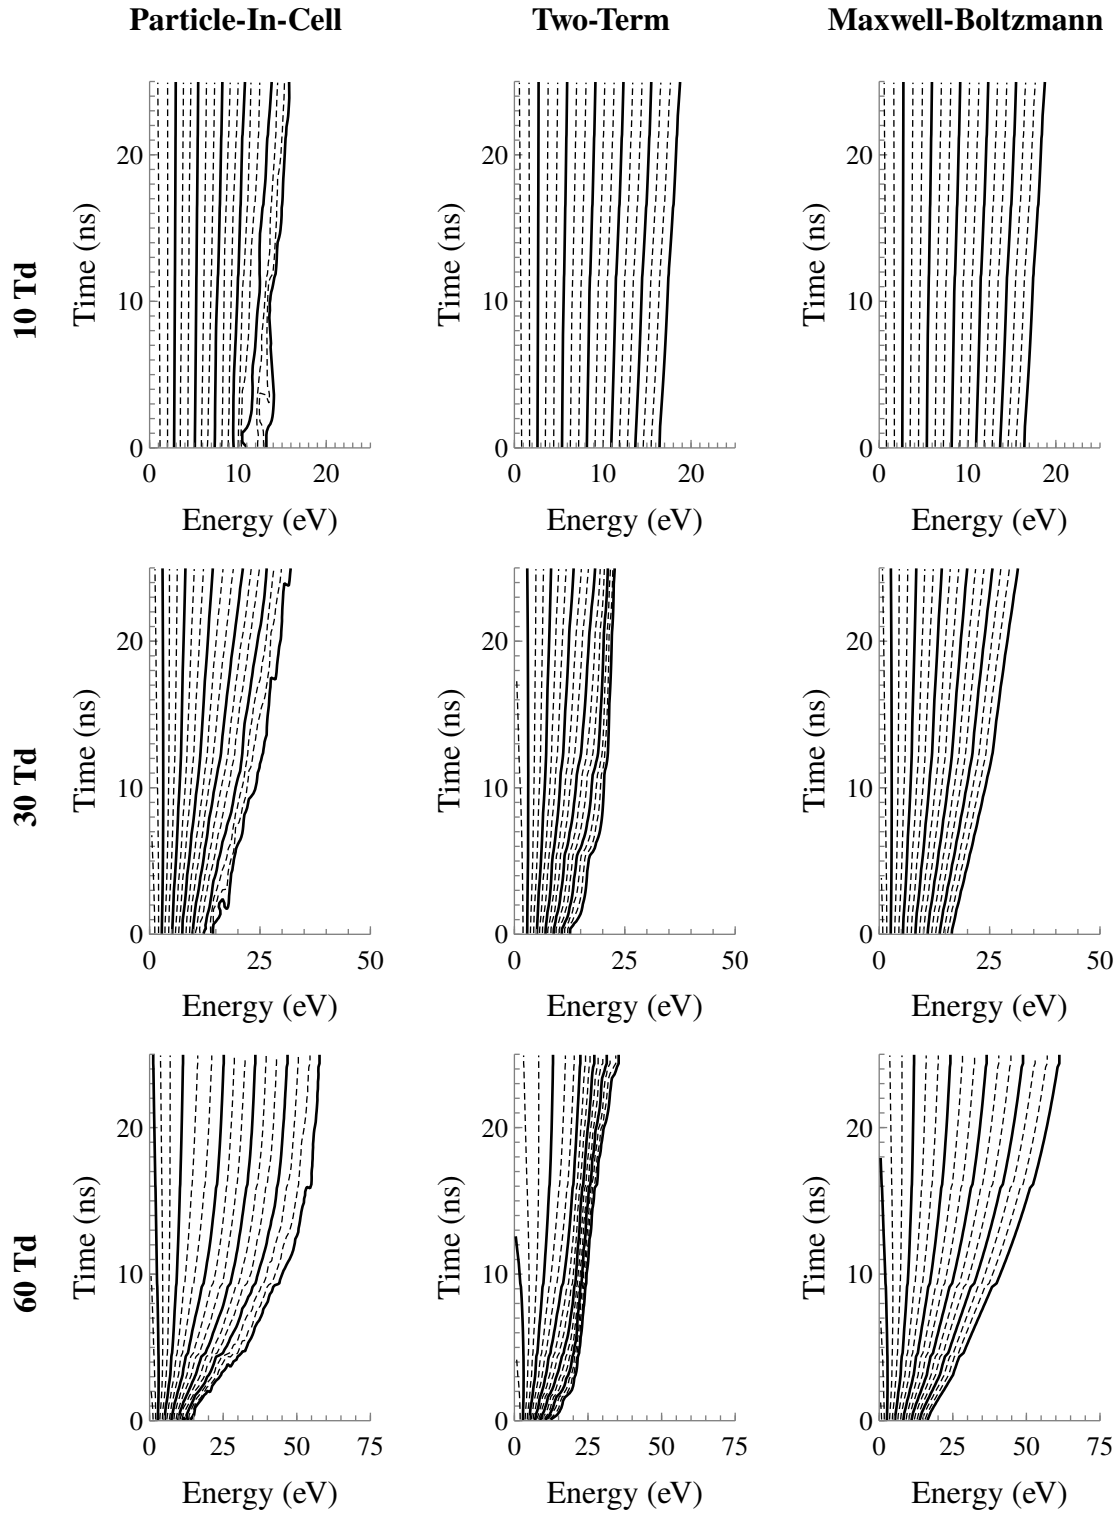 Particle-In-Cell Two-Term Maxwell-Boltzmann
10 Td
Time (ns) Time (ns) Time (ns)
20 20 20
10 10 10
0 0 0
0 10 20 0 10 20 0 10 20
Energy (eV) Energy (eV) Energy (eV)
30 Td
Time (ns) Time (ns) Time (ns)
20 20 20
10 10 10
0 0 0
0 25 50 0 25 50 0 25 50
Energy (eV) Energy (eV) Energy (eV)
60 Td
Time (ns) Time (ns) Time (ns)
20 20 20
10 10 10
0 0 0
0 25 50 75 0 25 50 75 0 25 50 75
Energy (eV) Energy (eV) Energy (eV)